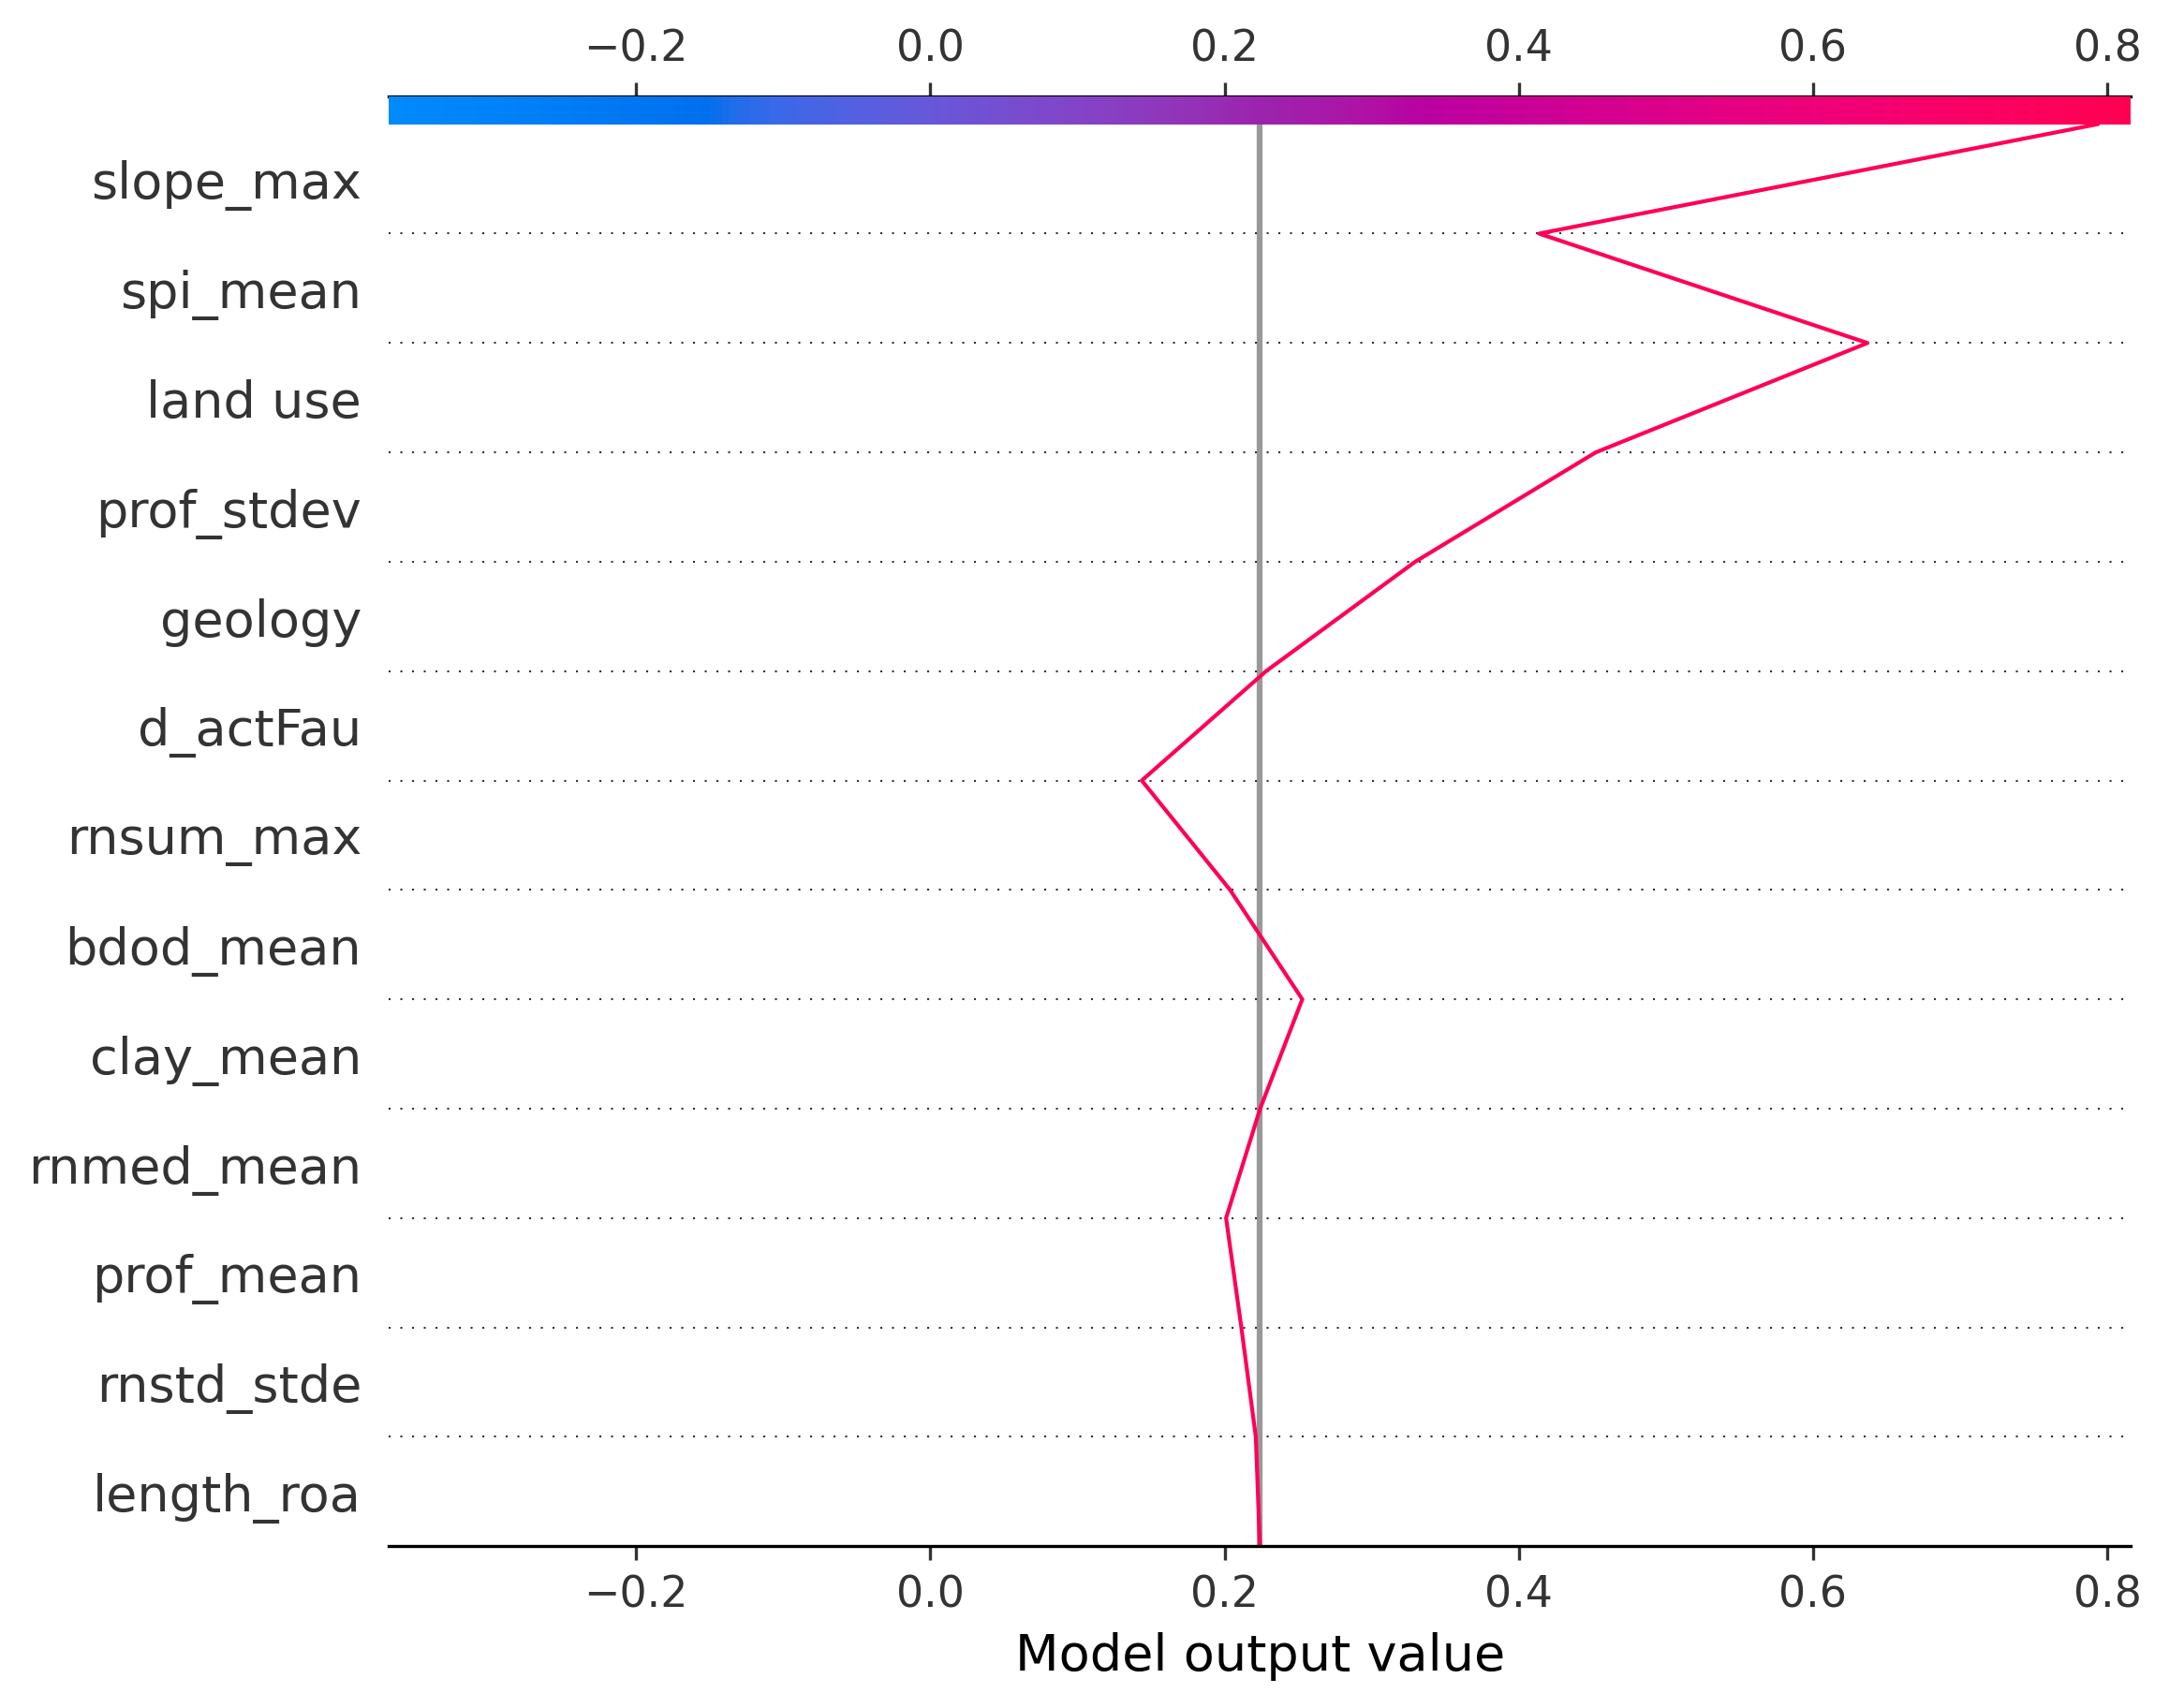 −0.2 0.0 0.2 0.4 0.6 0.8
slope_max
spi_mean
land use
prof_stdev
geology
d_actFau
rnsum_max
bdod_mean
clay_mean
rnmed_mean
prof_mean
rnstd_stde
length_roa
−0.2 0.0 0.2 0.4 0.6 0.8
Model output value